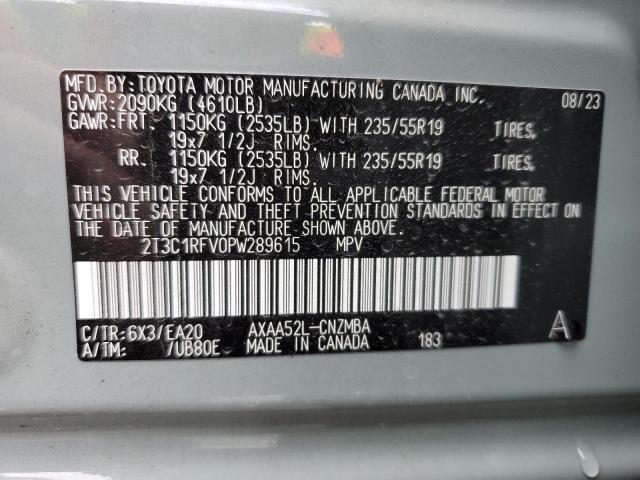 MFD.BY:TOYOTA MOTOR MANUFACTURING CANADA INC. 08/23
GVWR:2090KG (4610LB)
GAWR:FRT. 1150KG (2535LB) WITH 235/55R19 TIRES,
19x7 1/2J RIMS.
RR. 1150KG (2535LB) WITH 235/55R19 TIRES,
19x7 1/2J RIMS.
THIS VEHICLE CONFORMS TO ALL APPLICABLE FEDERAL MOTOR
VEHICLE SAFETY AND THEFT PREVENTION STANDARDS IN EFFECT ON
THE DATE OF MANUFACTURE SHOWN ABOVE.
2T3C1RFV0PW289615 MPV
C/TR:6X3/EA20 AXAA52L-CNZMBA A
A/TM: /UB80E MADE IN CANADA 183